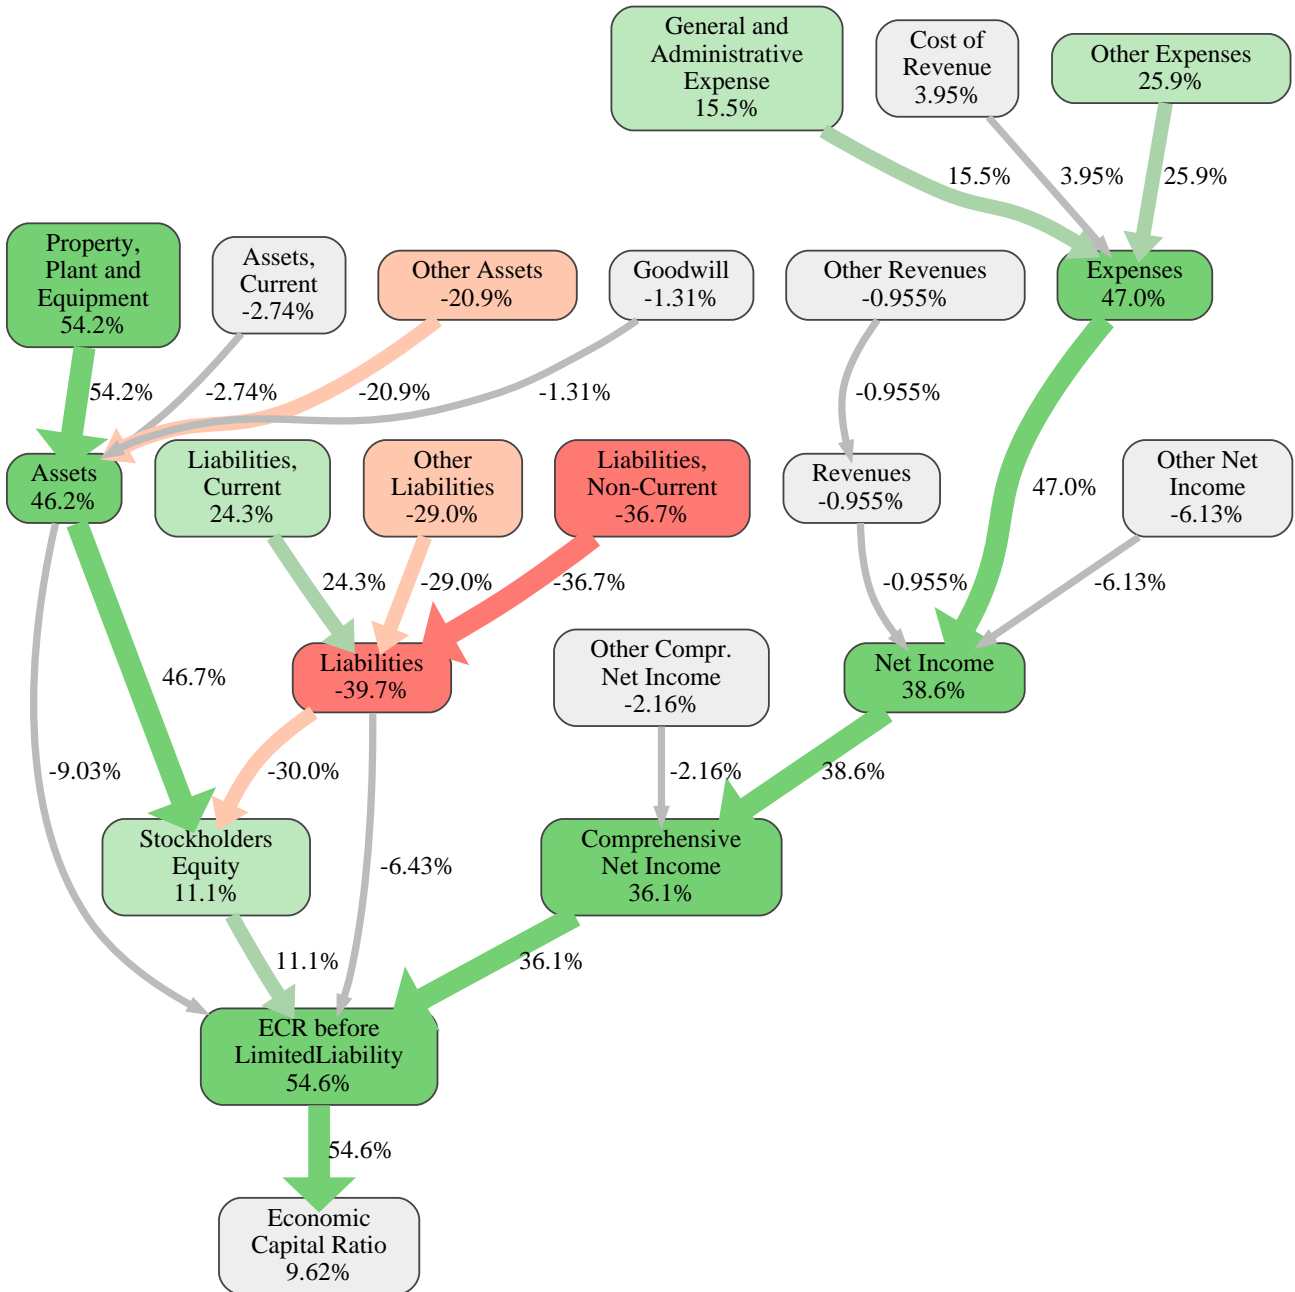 General and
Administrative
Expense
15.5%
Cost of
Revenue
3.95%
Other Expenses
25.9%
15.5%
3.95%
25.9%
Property,
Plant and
Equipment
54.2%
Assets,
Current
-2.74%
Other Assets
-20.9%
Goodwill
-1.31%
Other Revenues
-0.955%
Expenses
47.0%
54.2%
-2.74%
-20.9%
-1.31%
-0.955%
47.0%
Assets
46.2%
Liabilities,
Current
24.3%
Other
Liabilities
-29.0%
Liabilities,
Non-Current
-36.7%
Revenues
-0.955%
Other Net
Income
-6.13%
24.3%
-29.0%
-36.7%
-0.955%
-6.13%
46.7%
Liabilities
-39.7%
Other Compr.
Net Income
-2.16%
Net Income
38.6%
-9.03%
-30.0%
-2.16%
38.6%
Stockholders
Equity
11.1%
-6.43%
Comprehensive
Net Income
36.1%
11.1%
36.1%
ECR before
LimitedLiability
54.6%
54.6%
Economic
Capital Ratio
9.62%